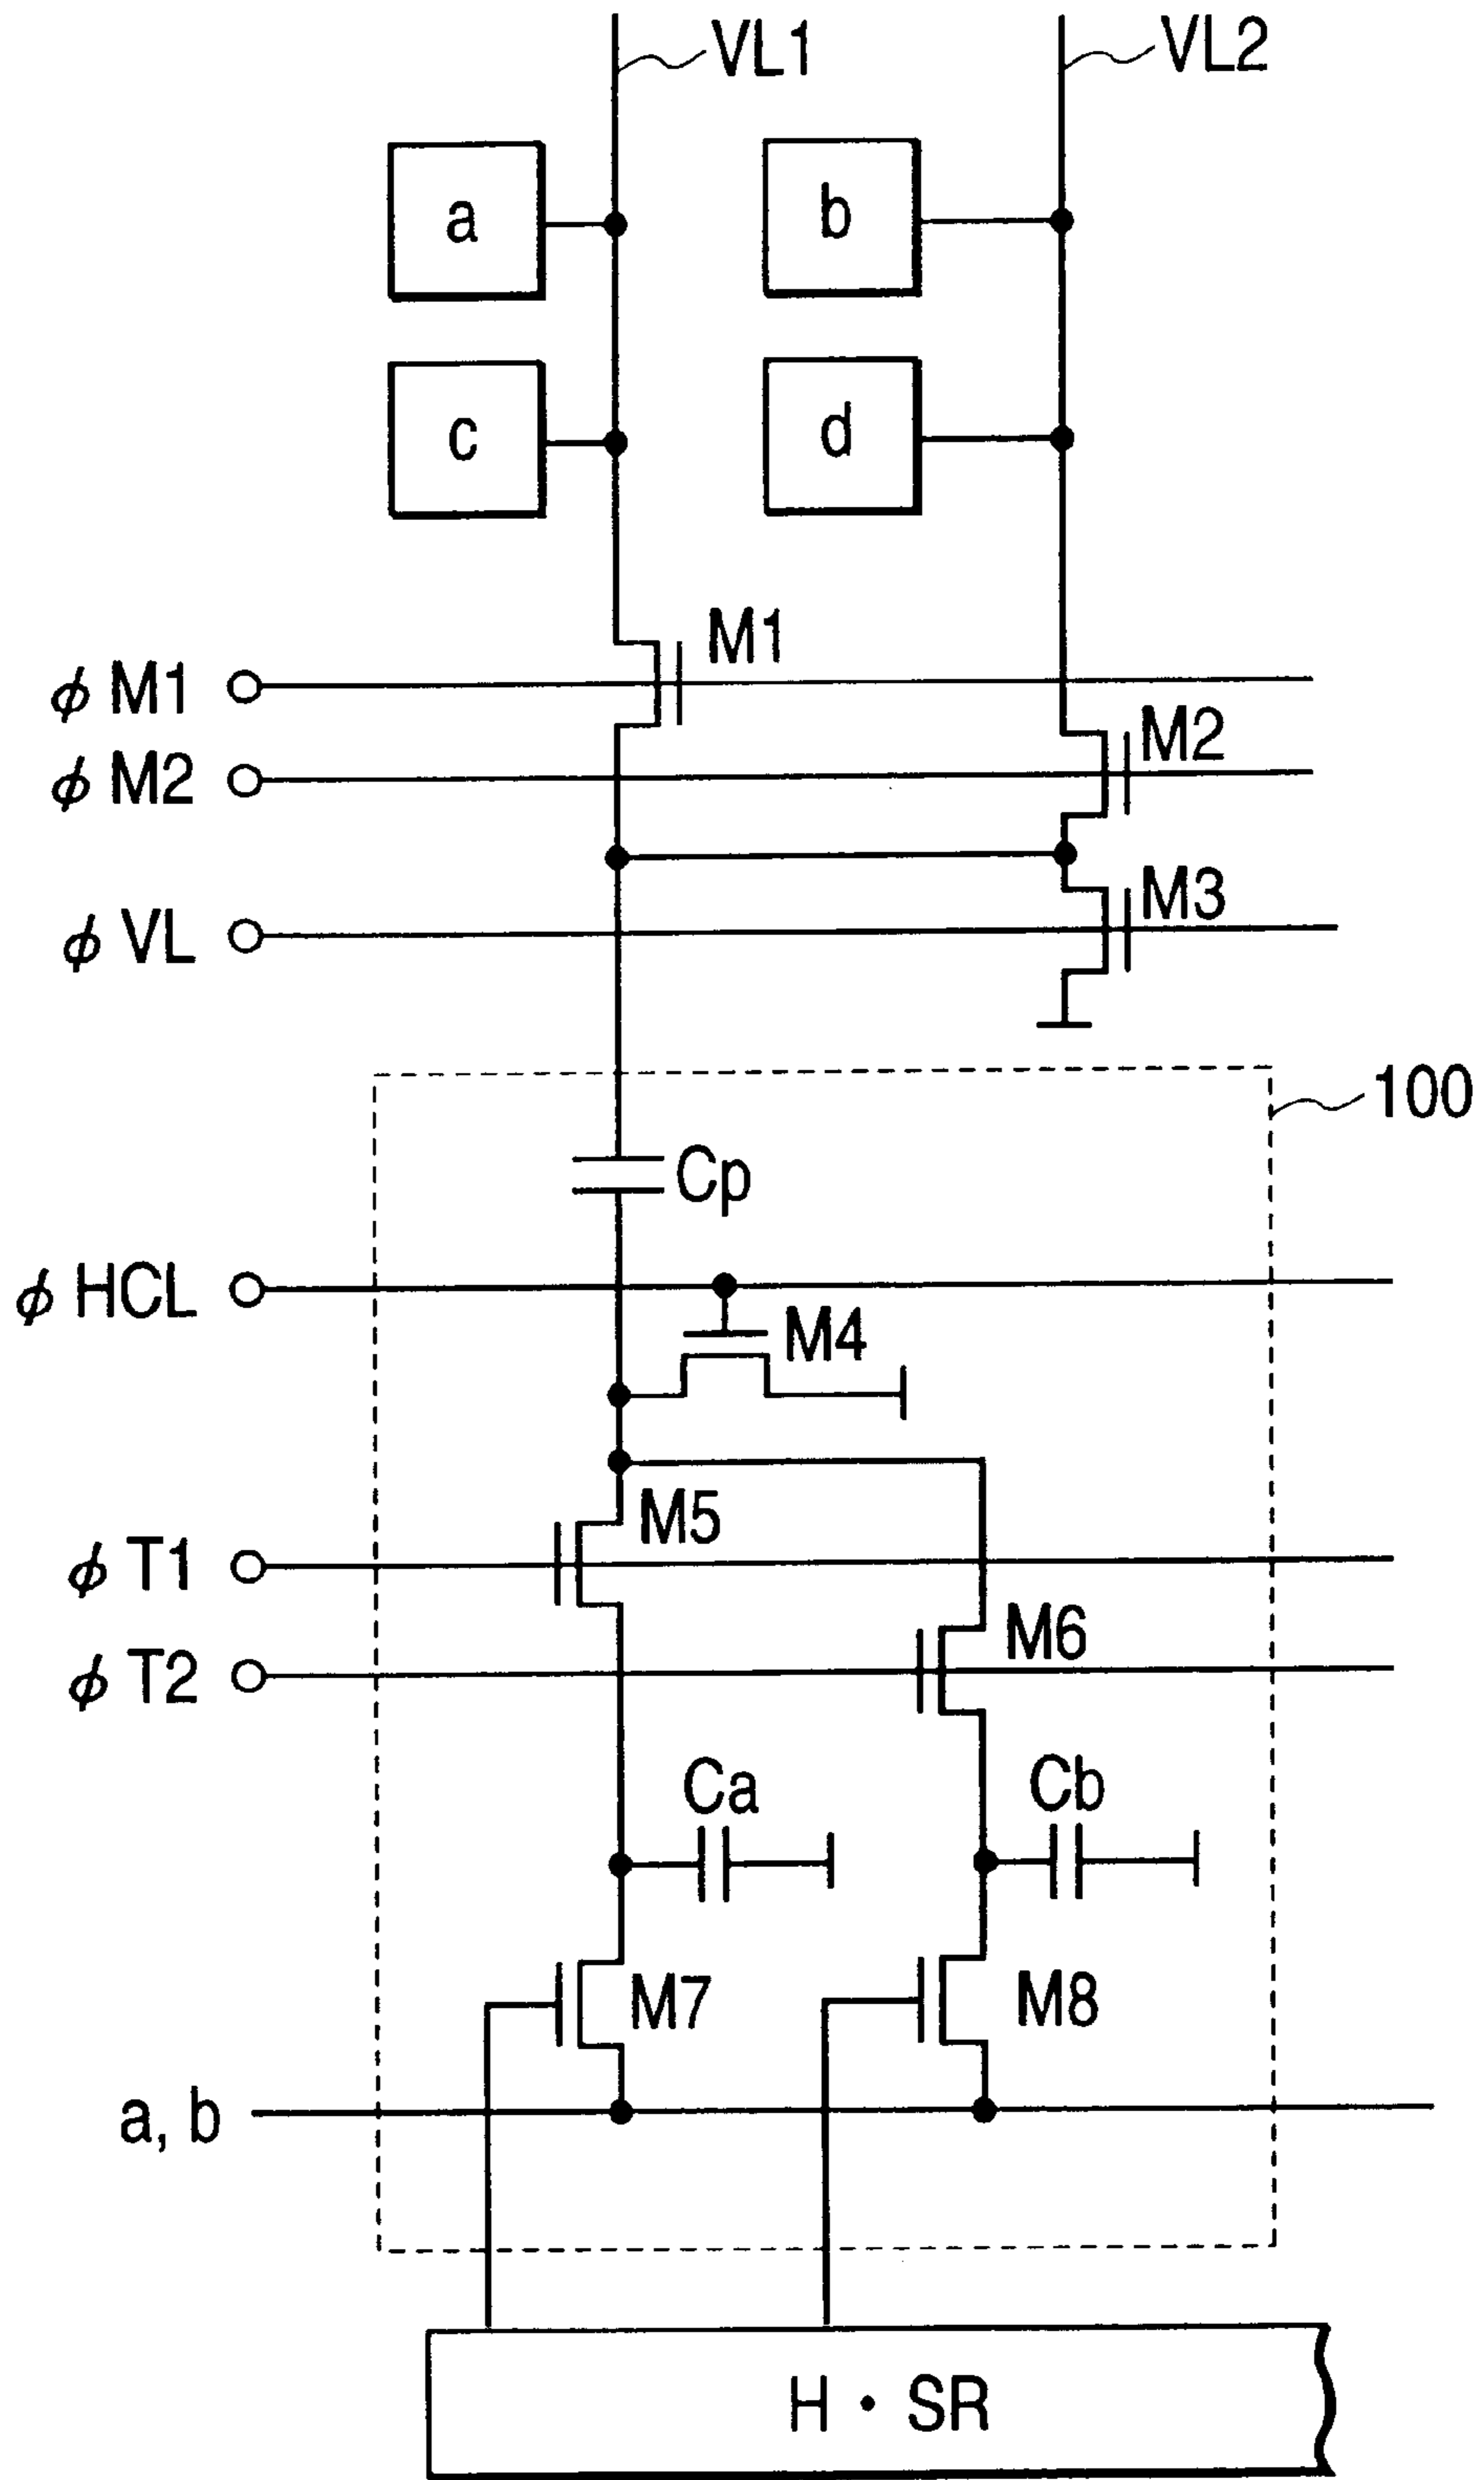 VL1
VL2
a
b
c
d
M1
ϕ M1
M2
ϕ M2
M3
ϕ VL
100
Cp
ϕ HCL
M4
M5
ϕ T1
M6
ϕ T2
Ca
Cb
M7
M8
a, b
H・SR